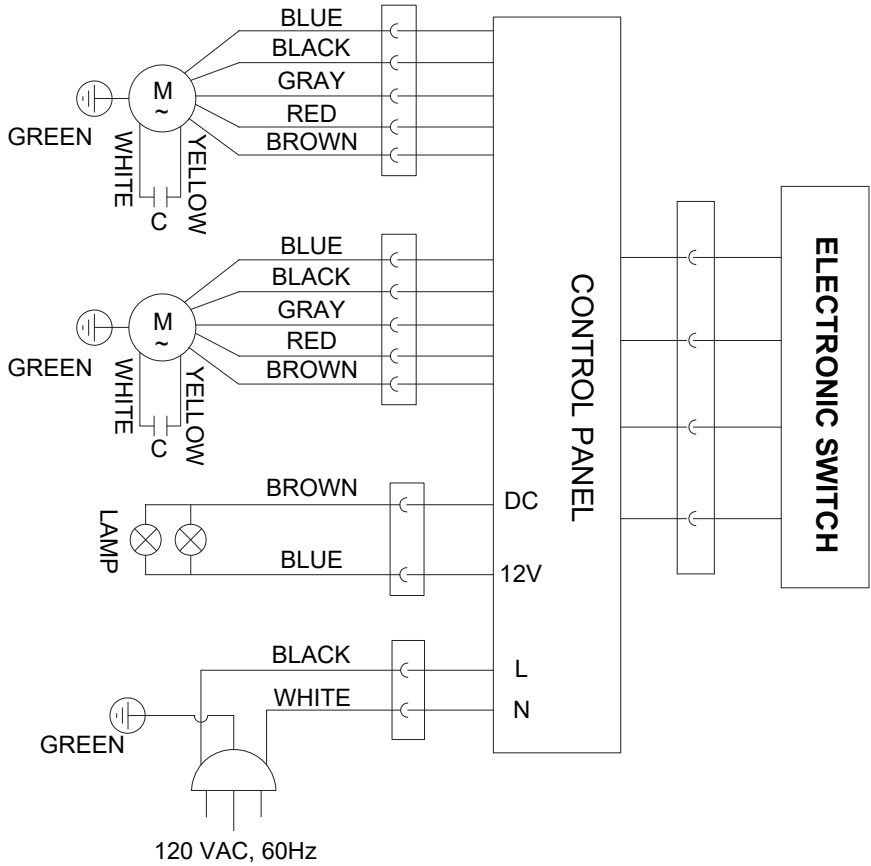 BLUE
BLACK
GRAY
RED
BROWN
M
~
GREEN
WHITE
YELLOW
C
BLUE
BLACK
GRAY
RED
BROWN
M
~
GREEN
WHITE
YELLOW
C
CONTROL PANEL
ELECTRONIC SWITCH
BROWN
DC
LAMP
BLUE
12V
BLACK
L
WHITE
N
GREEN
120 VAC, 60Hz